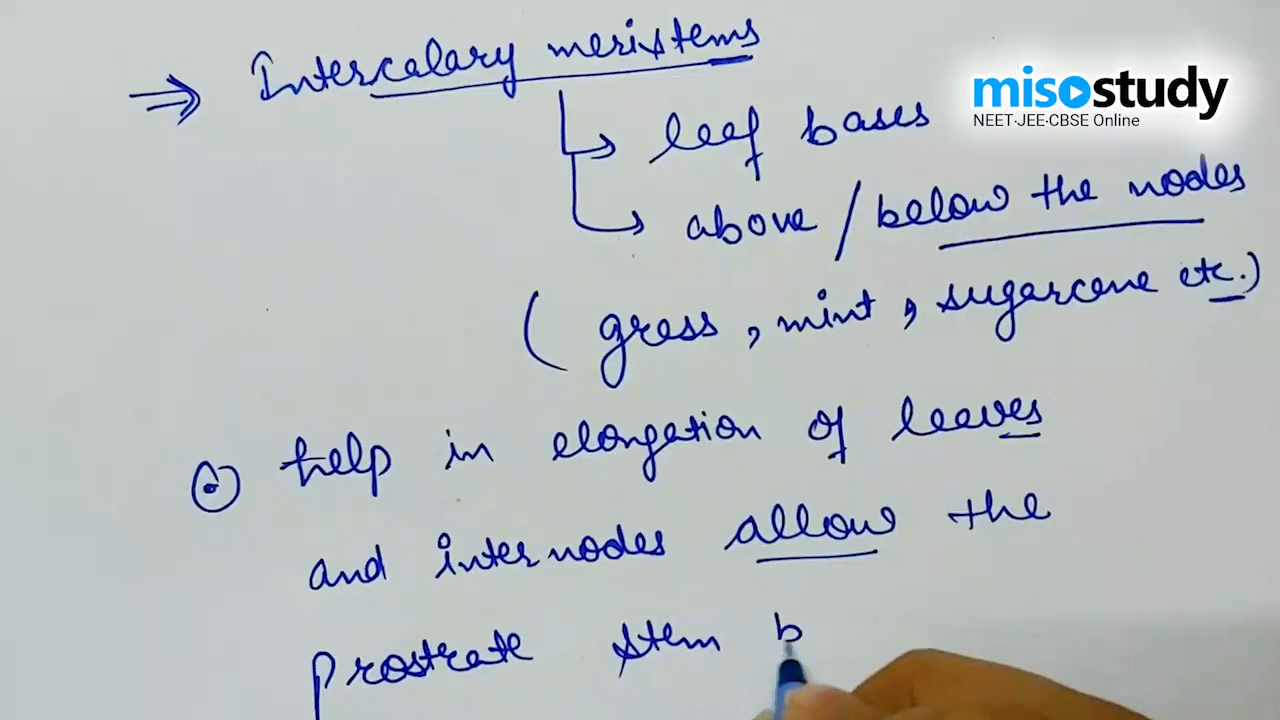 ⇒ Intercalary meristems
misostudy
NEET·JEE·CBSE Online
→ leaf bases
→ above / below the nodes
( grass, mint, sugarcane etc.)
⊙ help in elongation of leaves
and internodes allow the
prostrate stem b